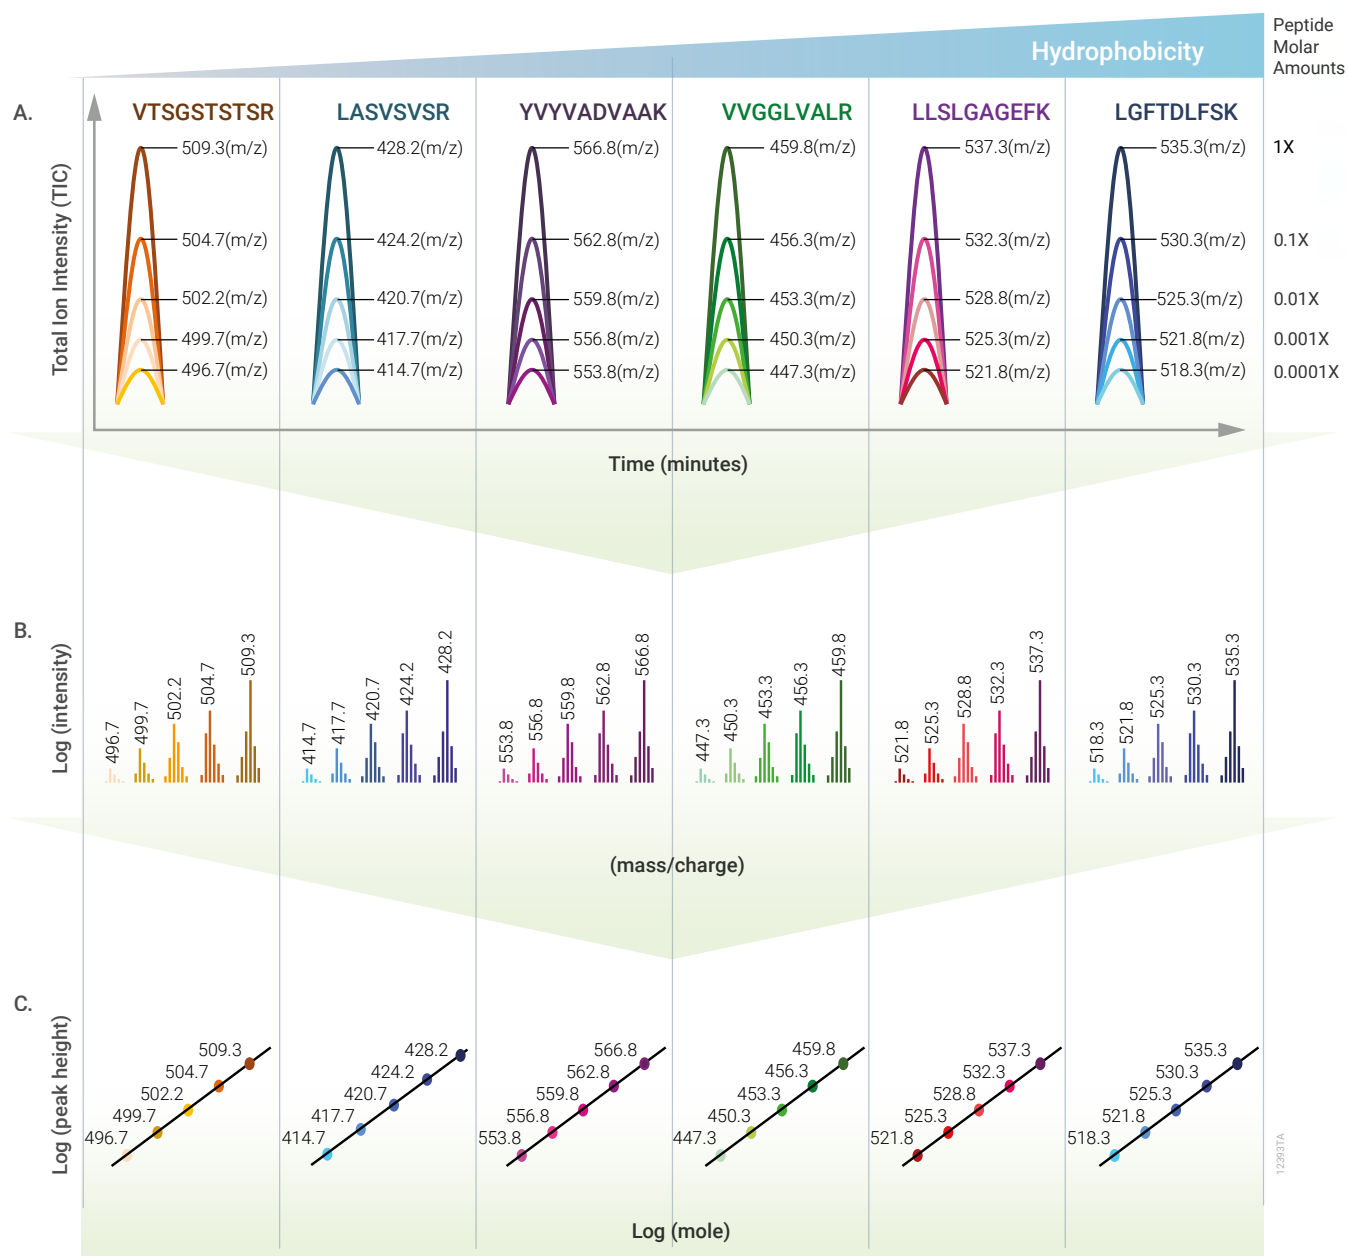 Hydrophobicity
Peptide
Molar
Amounts
A.
VTSGSTSTSR
LASVSVSR
YVYVADVAAK
VVGGLVALR
LLSLGAGEFK
LGFTDLFSK
Total Ion Intensity (TIC)
509.3(m/z)
428.2(m/z)
566.8(m/z)
459.8(m/z)
537.3(m/z)
535.3(m/z)
1X
504.7(m/z)
424.2(m/z)
562.8(m/z)
456.3(m/z)
532.3(m/z)
530.3(m/z)
0.1X
502.2(m/z)
420.7(m/z)
559.8(m/z)
453.3(m/z)
528.8(m/z)
525.3(m/z)
0.01X
499.7(m/z)
417.7(m/z)
556.8(m/z)
450.3(m/z)
525.3(m/z)
521.8(m/z)
0.001X
496.7(m/z)
414.7(m/z)
553.8(m/z)
447.3(m/z)
521.8(m/z)
518.3(m/z)
0.0001X
Time (minutes)
B.
Log (intensity)
496.7
499.7
502.2
504.7
509.3
414.7
417.7
420.7
424.2
428.2
553.8
556.8
559.8
562.8
566.8
447.3
450.3
453.3
456.3
459.8
521.8
525.3
528.8
532.3
537.3
518.3
521.8
525.3
530.3
535.3
(mass/charge)
C.
Log (peak height)
509.3
504.7
502.2
499.7
496.7
428.2
424.2
420.7
417.7
414.7
566.8
562.8
559.8
556.8
553.8
459.8
456.3
453.3
450.3
447.3
537.3
532.3
528.8
525.3
521.8
535.3
530.3
525.3
521.8
518.3
Log (mole)
12393TA